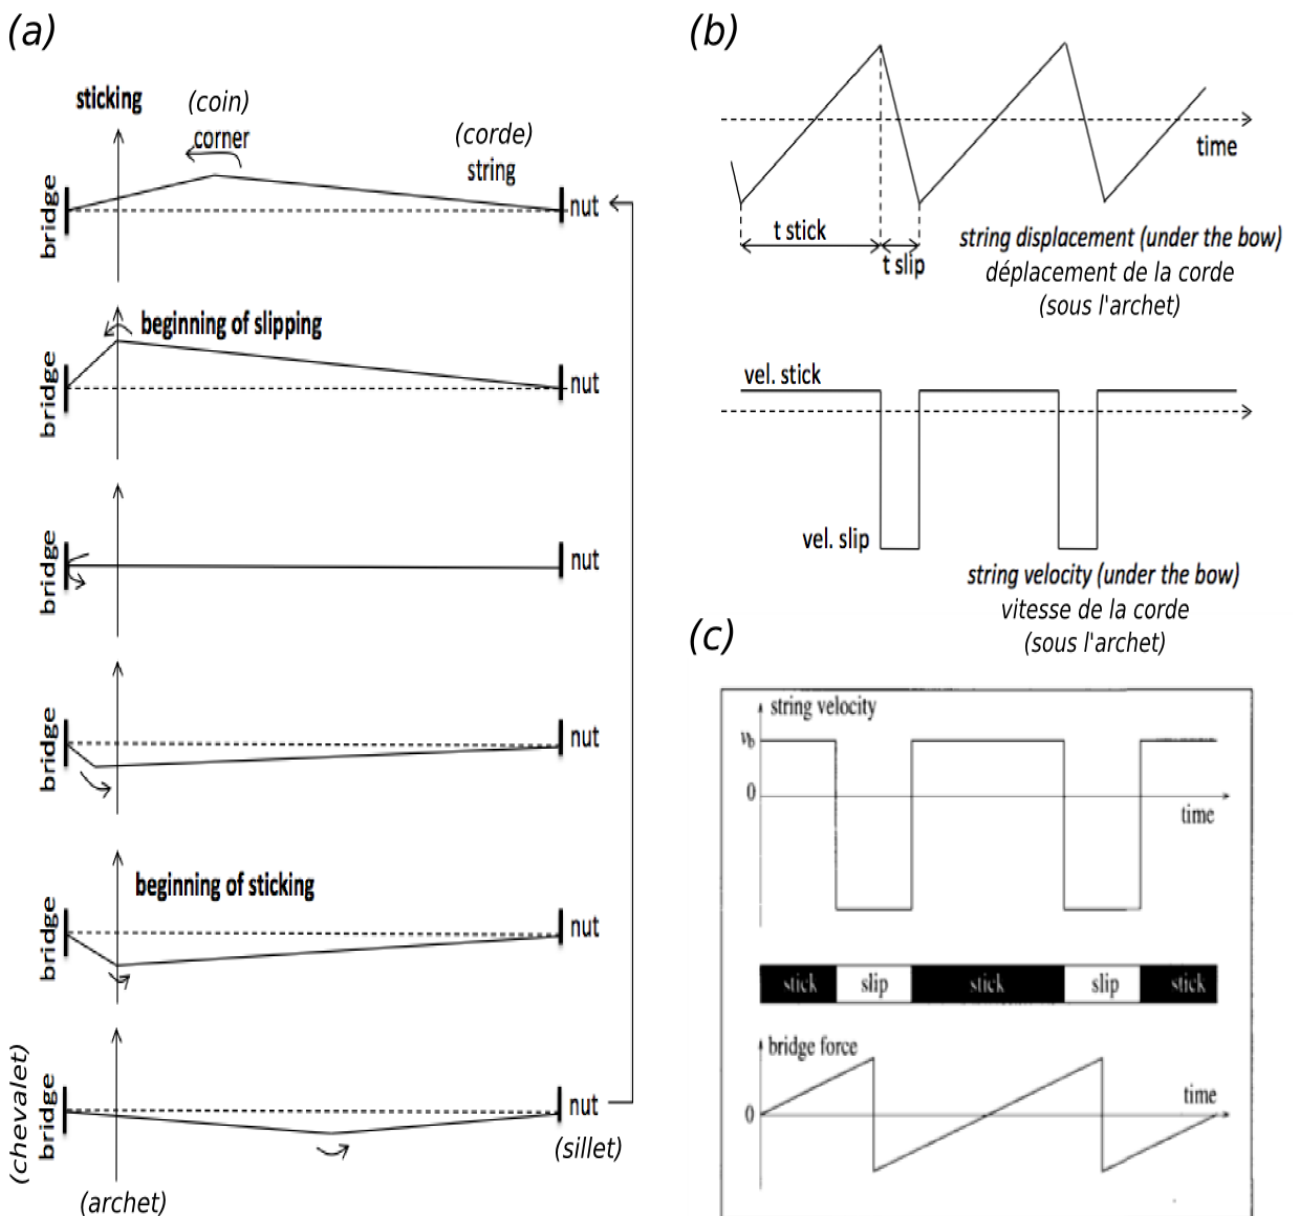 (a)
sticking
(coin)
corner
(corde)
string
bridge
nut
beginning of slipping
bridge
nut
bridge
nut
bridge
nut
beginning of sticking
bridge
nut
(chevalet)
bridge
nut
(sillet)
(archet)
(b)
time
t stick
t slip
string displacement (under the bow)
déplacement de la corde
(sous l'archet)
vel. stick
vel. slip
string velocity (under the bow)
vitesse de la corde
(sous l'archet)
(c)
string velocity
vb
0
time
stick slip stick slip stick
bridge force
time
0